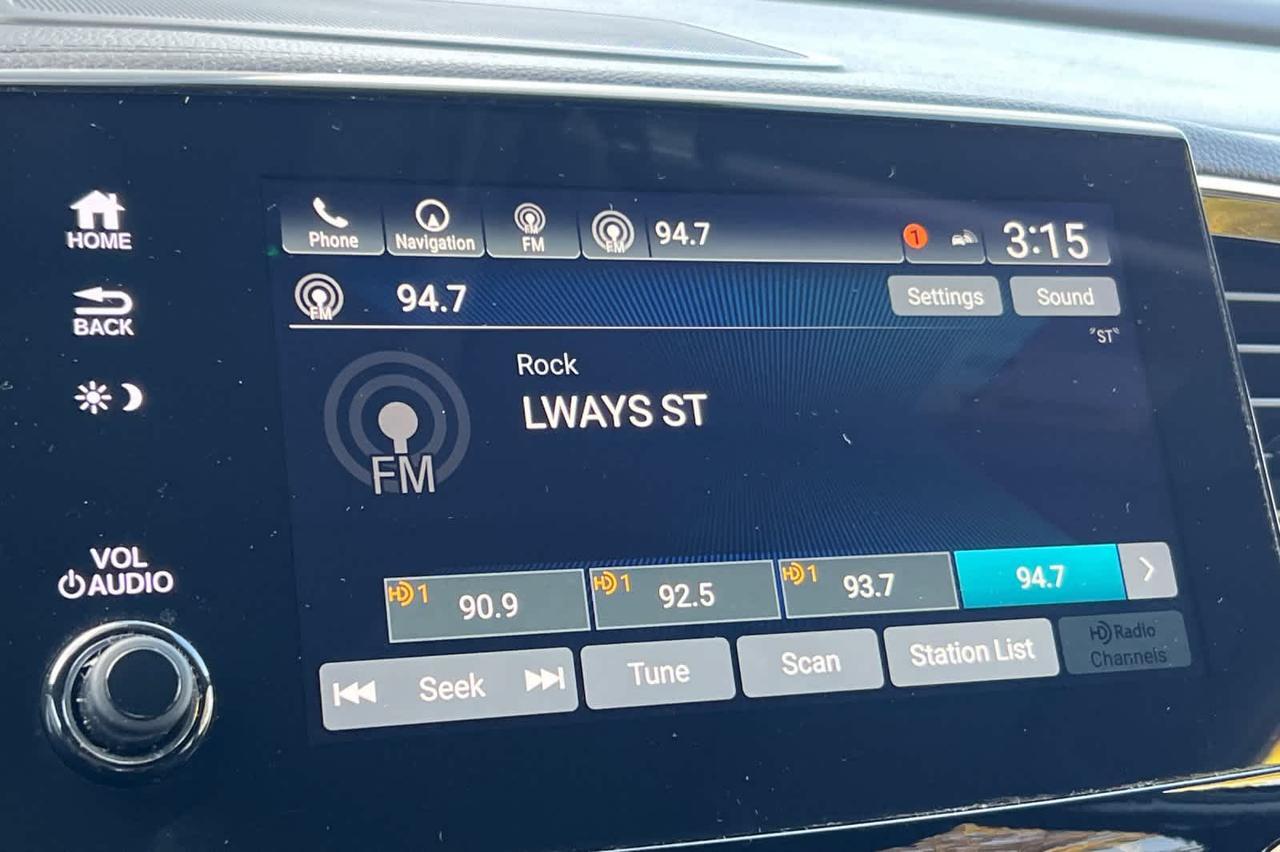 HOME
BACK
VOL
AUDIO
Phone
Navigation
FM
FM
FM
94.7
1
3:15
FM
94.7
Settings
Sound
"ST"
Rock
LWAYS ST
FM
HD 1 90.9
HD 1 92.5
HD 1 93.7
94.7
Seek
Tune
Scan
Station List
HD Radio
Channels